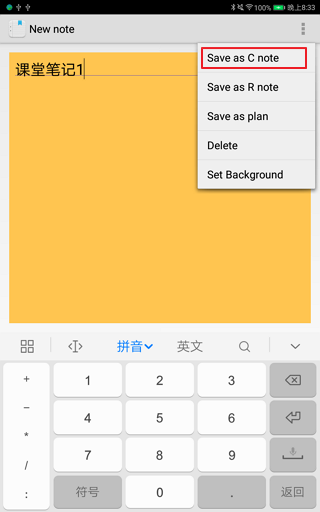 100% 晚上8:33
New note
Save as C note
课堂笔记1
Save as R note
Save as plan
Delete
Set Background
拼音 英文
+ 1 2 3
− 4 5 6
* 7 8 9
/
: 符号 0 . 返回